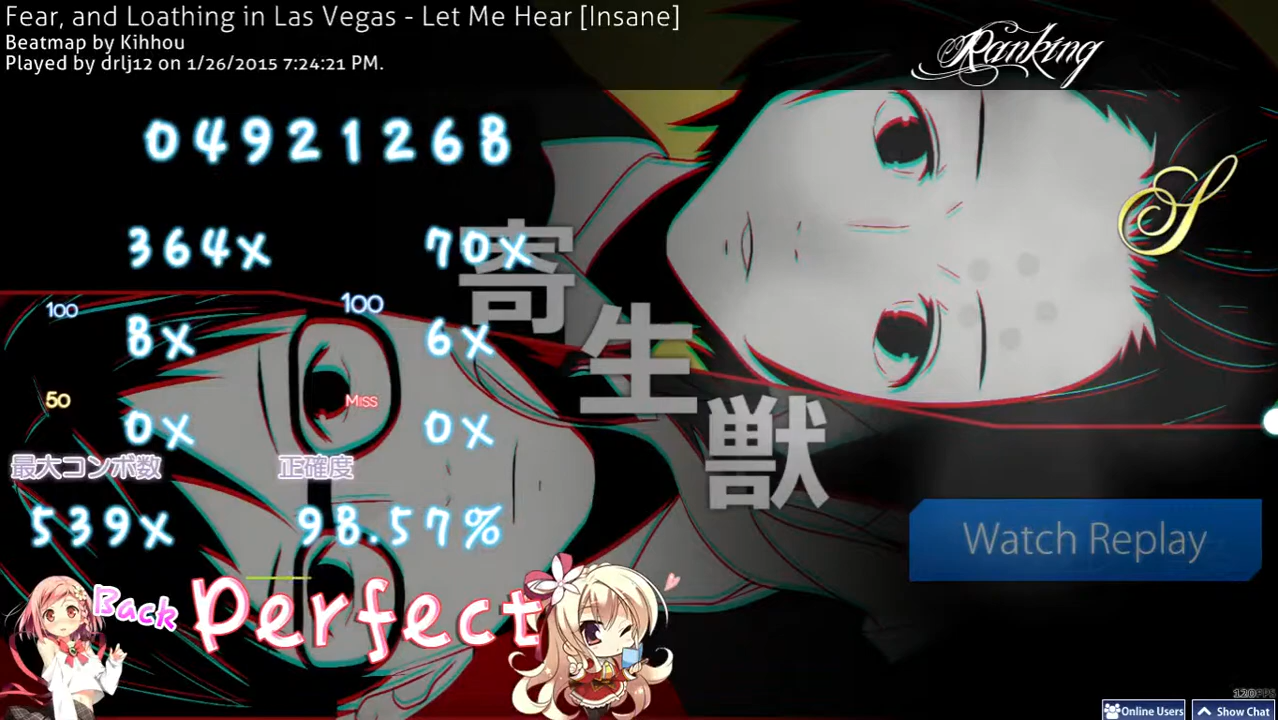 Fear, and Loathing in Las Vegas - Let Me Hear [Insane]
Beatmap by Kihhou
Played by drlj12 on 1/26/2015 7:24:21 PM.
Ranking
04921268
S
364x 70x
寄生獣
100 8x 100 6x
50 0x Miss 0x
最大コンボ数 正確度
539x 98.57%
Watch Replay
Back Perfect
120FPS
Online Users Show Chat